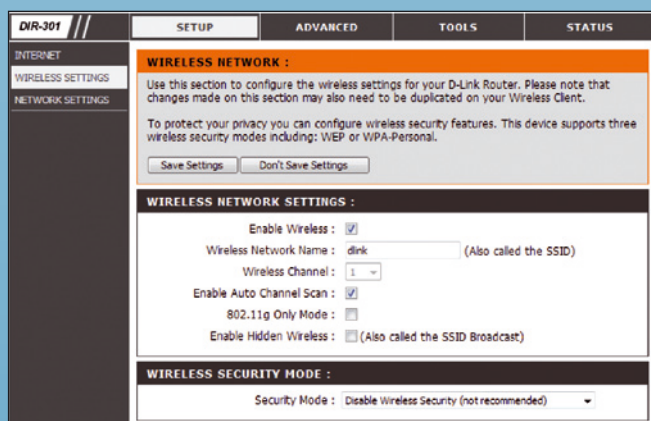 DIR-301
SETUP
ADVANCED
TOOLS
STATUS
INTERNET
WIRELESS SETTINGS
NETWORK SETTINGS
WIRELESS NETWORK :
Use this section to configure the wireless settings for your D-Link Router. Please note that
changes made on this section may also need to be duplicated on your Wireless Client.
To protect your privacy you can configure wireless security features. This device supports three
wireless security modes including: WEP or WPA-Personal.
Save Settings
Don't Save Settings
WIRELESS NETWORK SETTINGS :
Enable Wireless :
Wireless Network Name : dlink (Also called the SSID)
Wireless Channel : 1
Enable Auto Channel Scan :
802.11g Only Mode :
Enable Hidden Wireless : (Also called the SSID Broadcast)
WIRELESS SECURITY MODE :
Security Mode : Disable Wireless Security (not recommended)